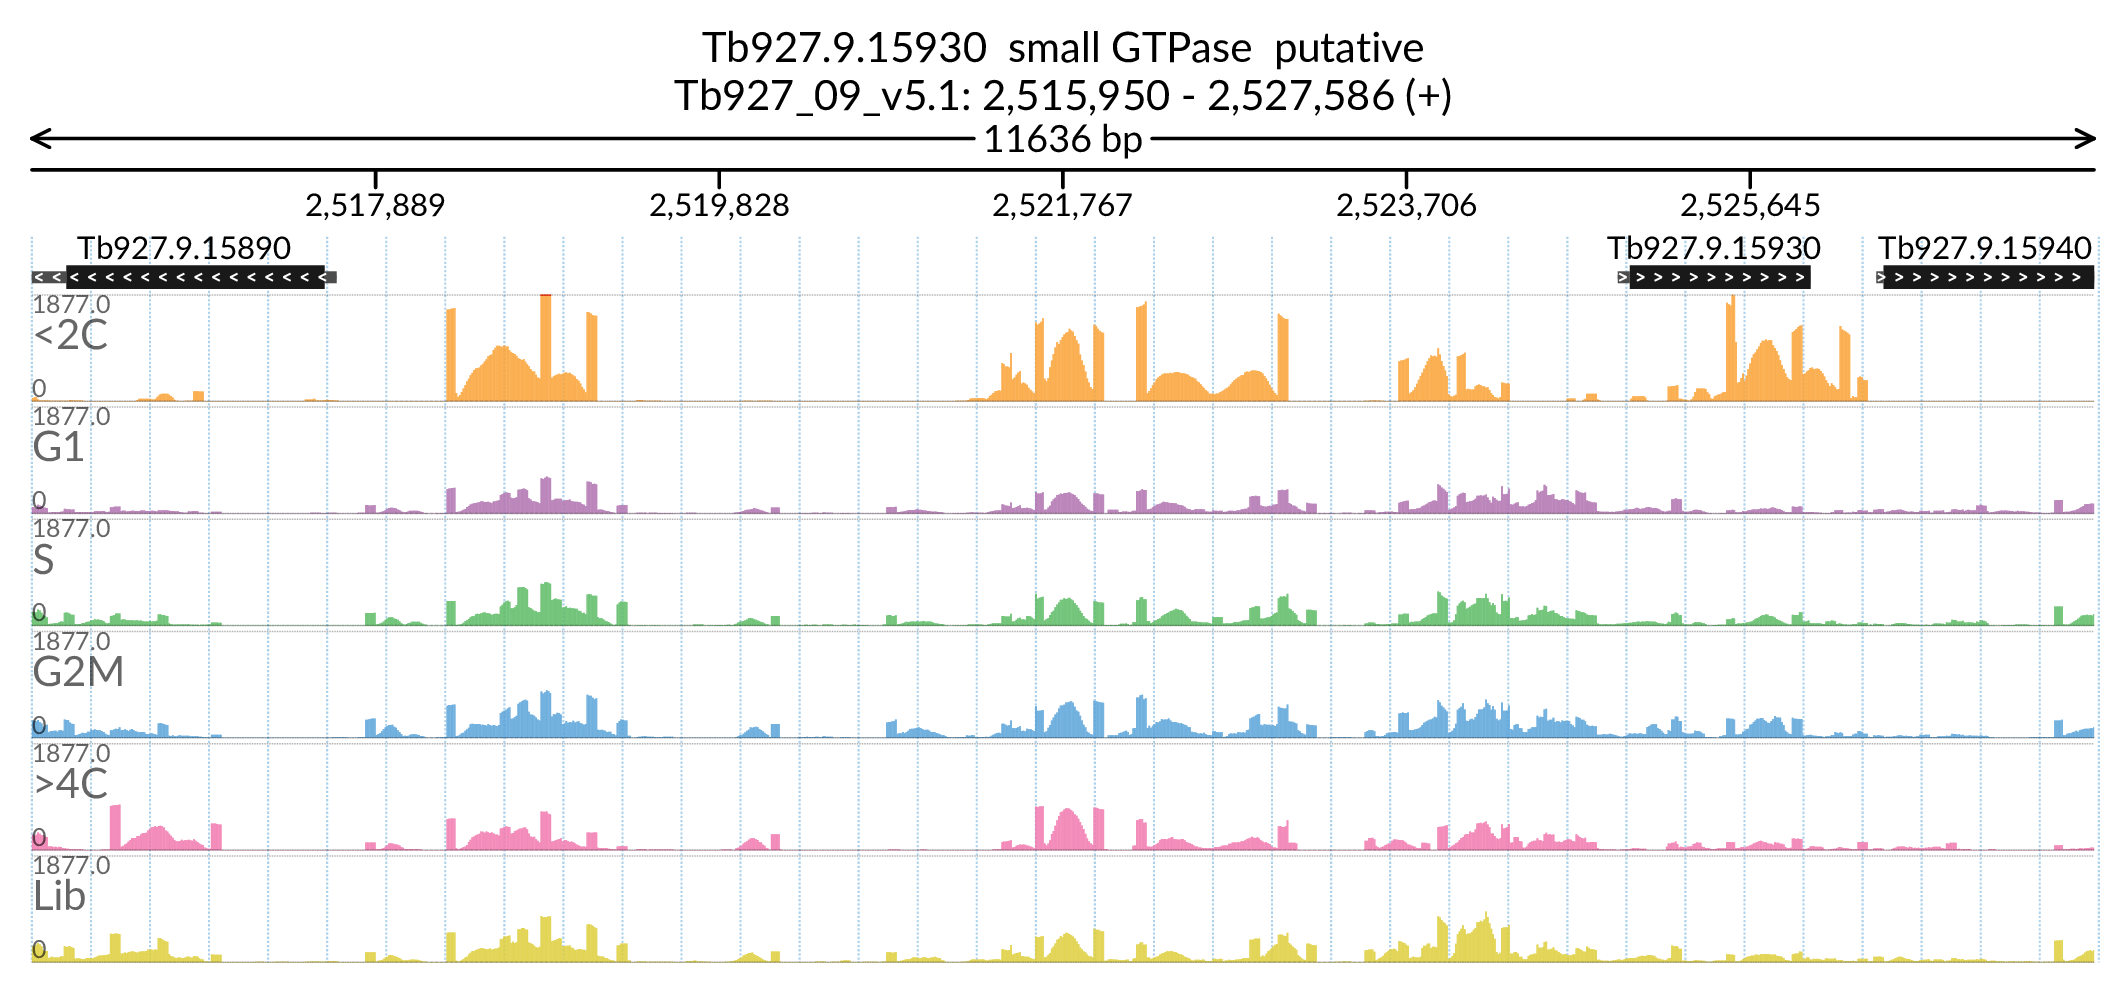 Tb927.9.15930 small GTPase putative
Tb927_09_v5.1: 2,515,950 - 2,527,586 (+)
11636 bp
2,517,889 2,519,828 2,521,767 2,523,706 2,525,645
Tb927.9.15890 Tb927.9.15930 Tb927.9.15940
1877.0
<2C
0
1877.0
G1
0
1877.0
S
0
1877.0
G2M
0
1877.0
>4C
0
1877.0
Lib
0